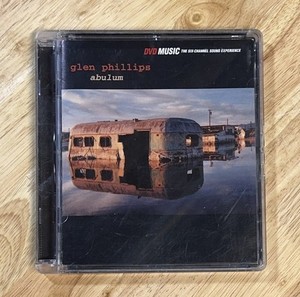 DVD MUSIC THE SIX-CHANNEL SOUND EXPERIENCE
glen phillips
abulum